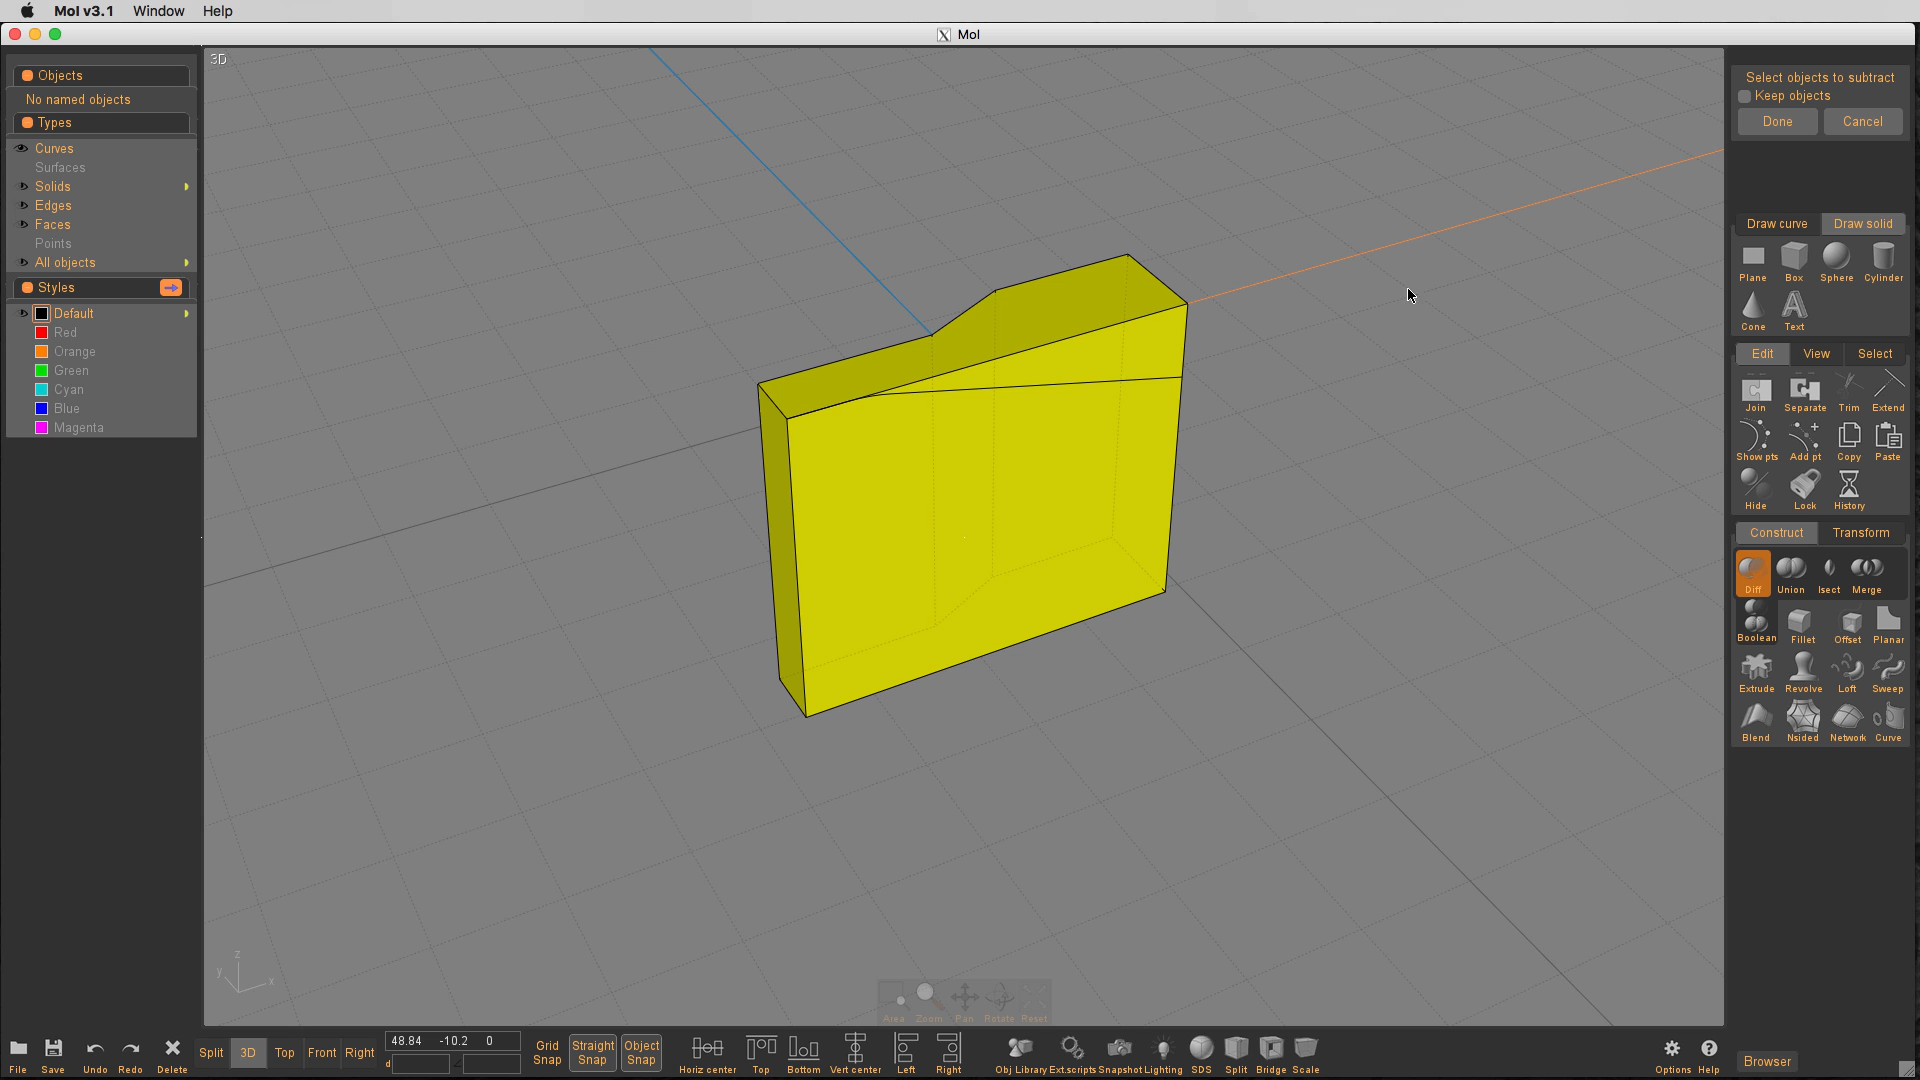 MoI v3.1 Window Help
MoI
3D
Objects
No named objects
Types
Curves
Surfaces
Solids
Edges
Faces
Points
All objects
Styles
Default
Red
Orange
Green
Cyan
Blue
Magenta
Select objects to subtract
Keep objects
Done Cancel
Draw curve Draw solid
Plane Box Sphere Cylinder
Cone Text
Edit View Select
Join Separate Trim Extend
Show pts Add pt Copy Paste
Hide Lock History
Construct Transform
Diff Union Isect Merge
Boolean Fillet Offset Planar
Extrude Revolve Loft Sweep
Blend Nsided Network Curve
z
y
x
Area Zoom Pan Rotate Reset
File Save Undo Redo Delete
Split 3D Top Front Right
48.84 -10.2 0
d
Grid Snap
Straight Snap
Object Snap
Horiz center Top Bottom Vert center Left Right
Obj Library Ext.scripts Snapshot Lighting SDS Split Bridge Scale
Options Help
Browser